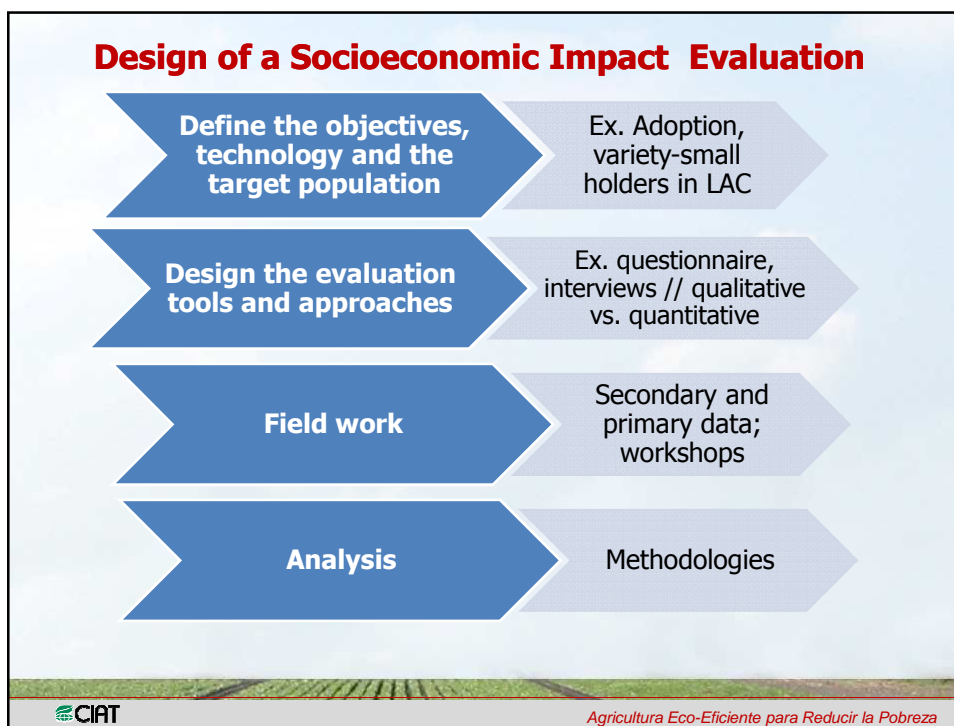 Design of a Socioeconomic Impact Evaluation
Define the objectives,
technology and the
target population
Ex. Adoption,
variety-small
holders in LAC
Design the evaluation
tools and approaches
Ex. questionnaire,
interviews // qualitative
vs. quantitative
Field work
Secondary and
primary data;
workshops
Analysis
Methodologies
CIAT
Agricultura Eco-Eficiente para Reducir la Pobreza